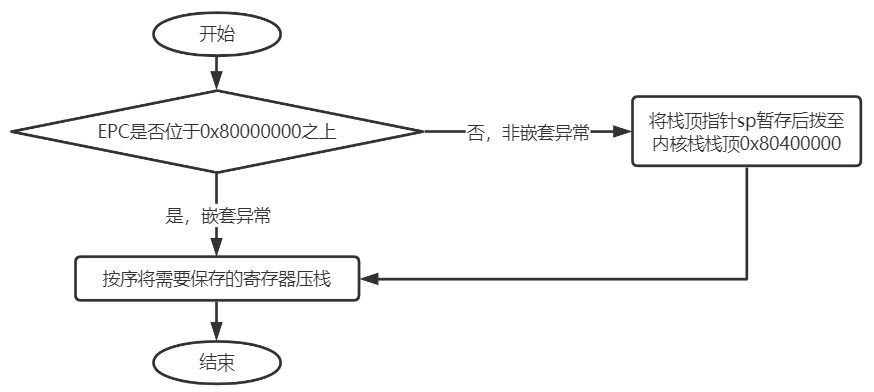 开始
EPC是否位于0x80000000之上
否，非嵌套异常
将栈顶指针sp暂存后拨至
内核栈栈顶0x80400000
是，嵌套异常
按序将需要保存的寄存器压栈
结束